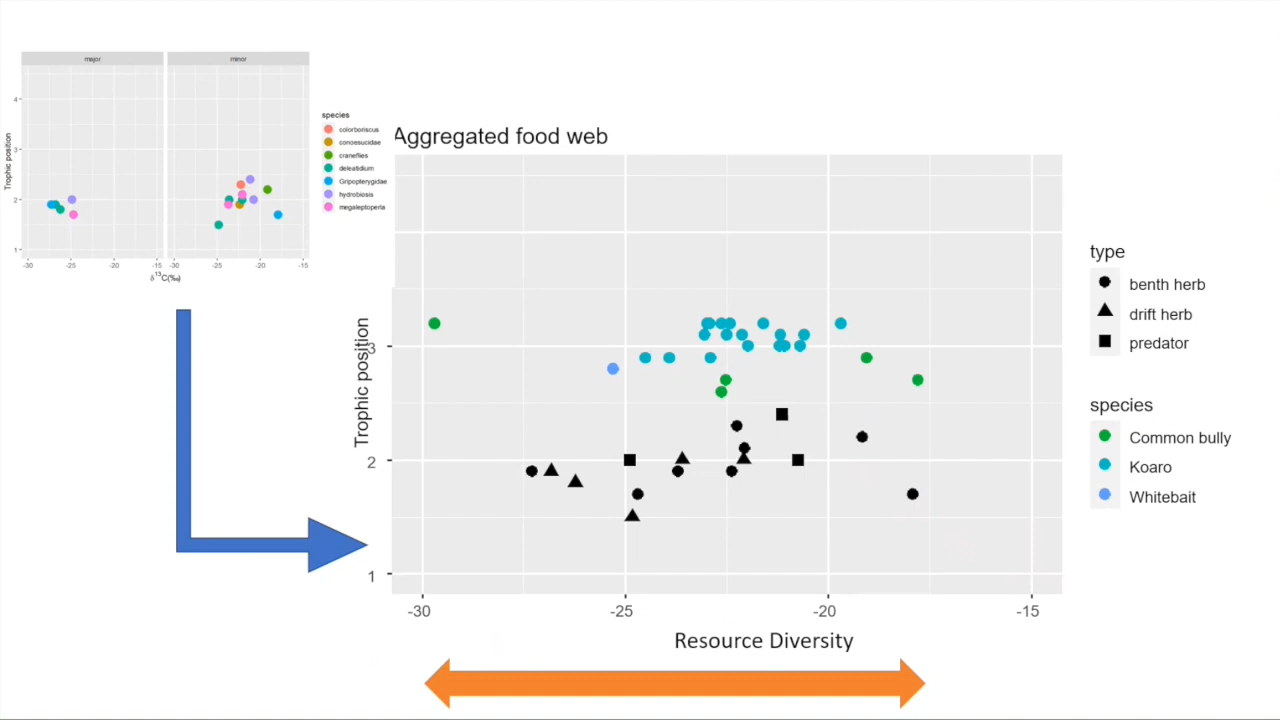 major minor
Trophic position
4
3
2
1
-30 -25 -20 -15 -30 -25 -20 -15
δ13C(‰)
species
colorboriscus
conoesucidae
craneflies
deleatidium
Gripopterygidae
hydrobiosis
megaleptoperla
Aggregated food web
Trophic position
3
2
1
-30 -25 -20 -15
Resource Diversity
type
benth herb
drift herb
predator
species
Common bully
Koaro
Whitebait